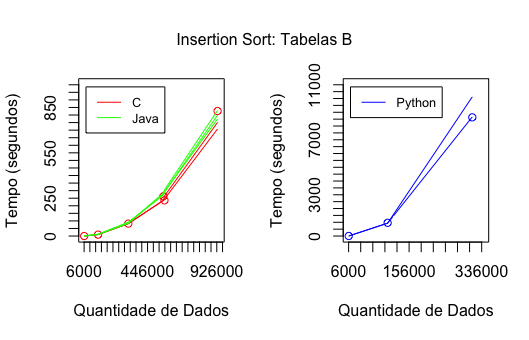 Insertion Sort: Tabelas B
Tempo (segundos)
850
550
250
0
C
Java
6000
446000
926000
Quantidade de Dados
Tempo (segundos)
11000
7000
3000
0
Python
6000
156000
336000
Quantidade de Dados